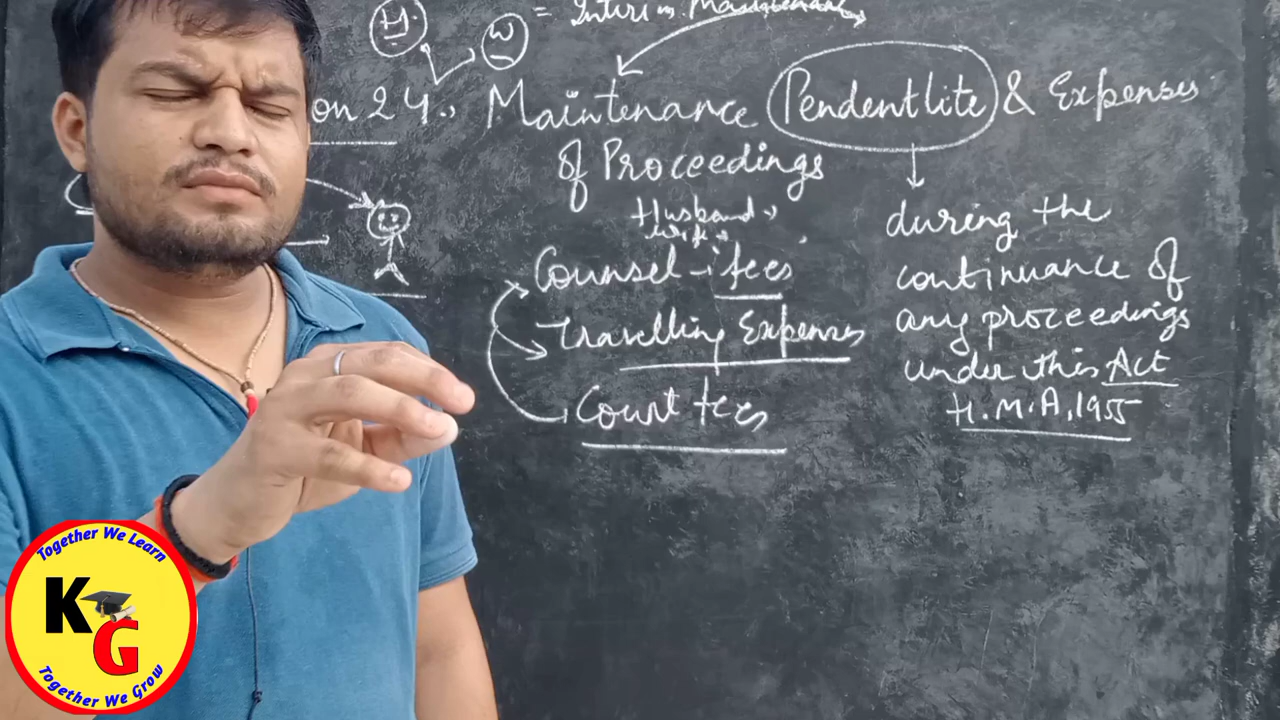 H. W = Interim Maintenance
on 24., Maintenance Pendentlite & Expenses
of Proceedings
Husband
wife
Counsel - fees
Travelling Expenses
Court fees
during the
continuance of
any proceedings
under this Act
H.M.A, 1955
Together We Learn
KG
Together We Grow